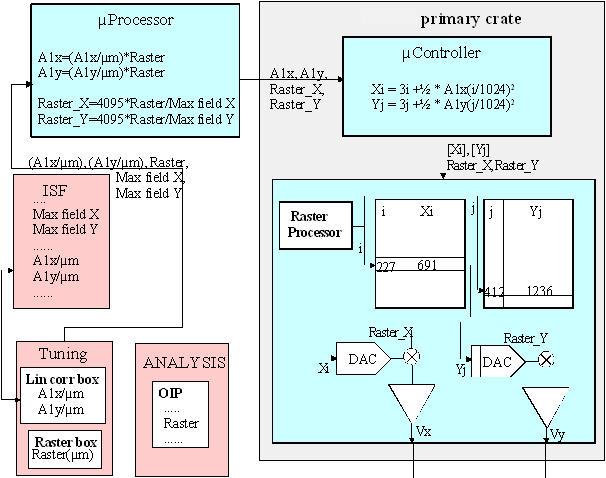 µProcessor
A1x=(A1x/µm)*Raster
A1y=(A1y/µm)*Raster
Raster_X=4095*Raster/Max field X
Raster_Y=4095*Raster/Max field Y
primary crate
µController
Xi = 3i +½ * A1x(i/1024)²
Yj = 3j +½ * A1y(j/1024)²
A1x, A1y,
Raster_X,
Raster_Y
[Xi], [Yj]
Raster_X, Raster_Y
(A1x/µm), (A1y/µm), Raster,
Max field X,
Max field Y
ISF
....
Max field X
Max field Y
......
A1x/µm
A1y/µm
......
Raster
Processor
i
i Xi
227 691
j
j Yj
412 1236
Raster_X
Xi
DAC
Raster_Y
Yj
DAC
Vx
Vy
Tuning
Lin corr box
A1x/µm
A1y/µm
Raster box
Raster(µm)
ANALYSIS
OIP
.....
Raster
......